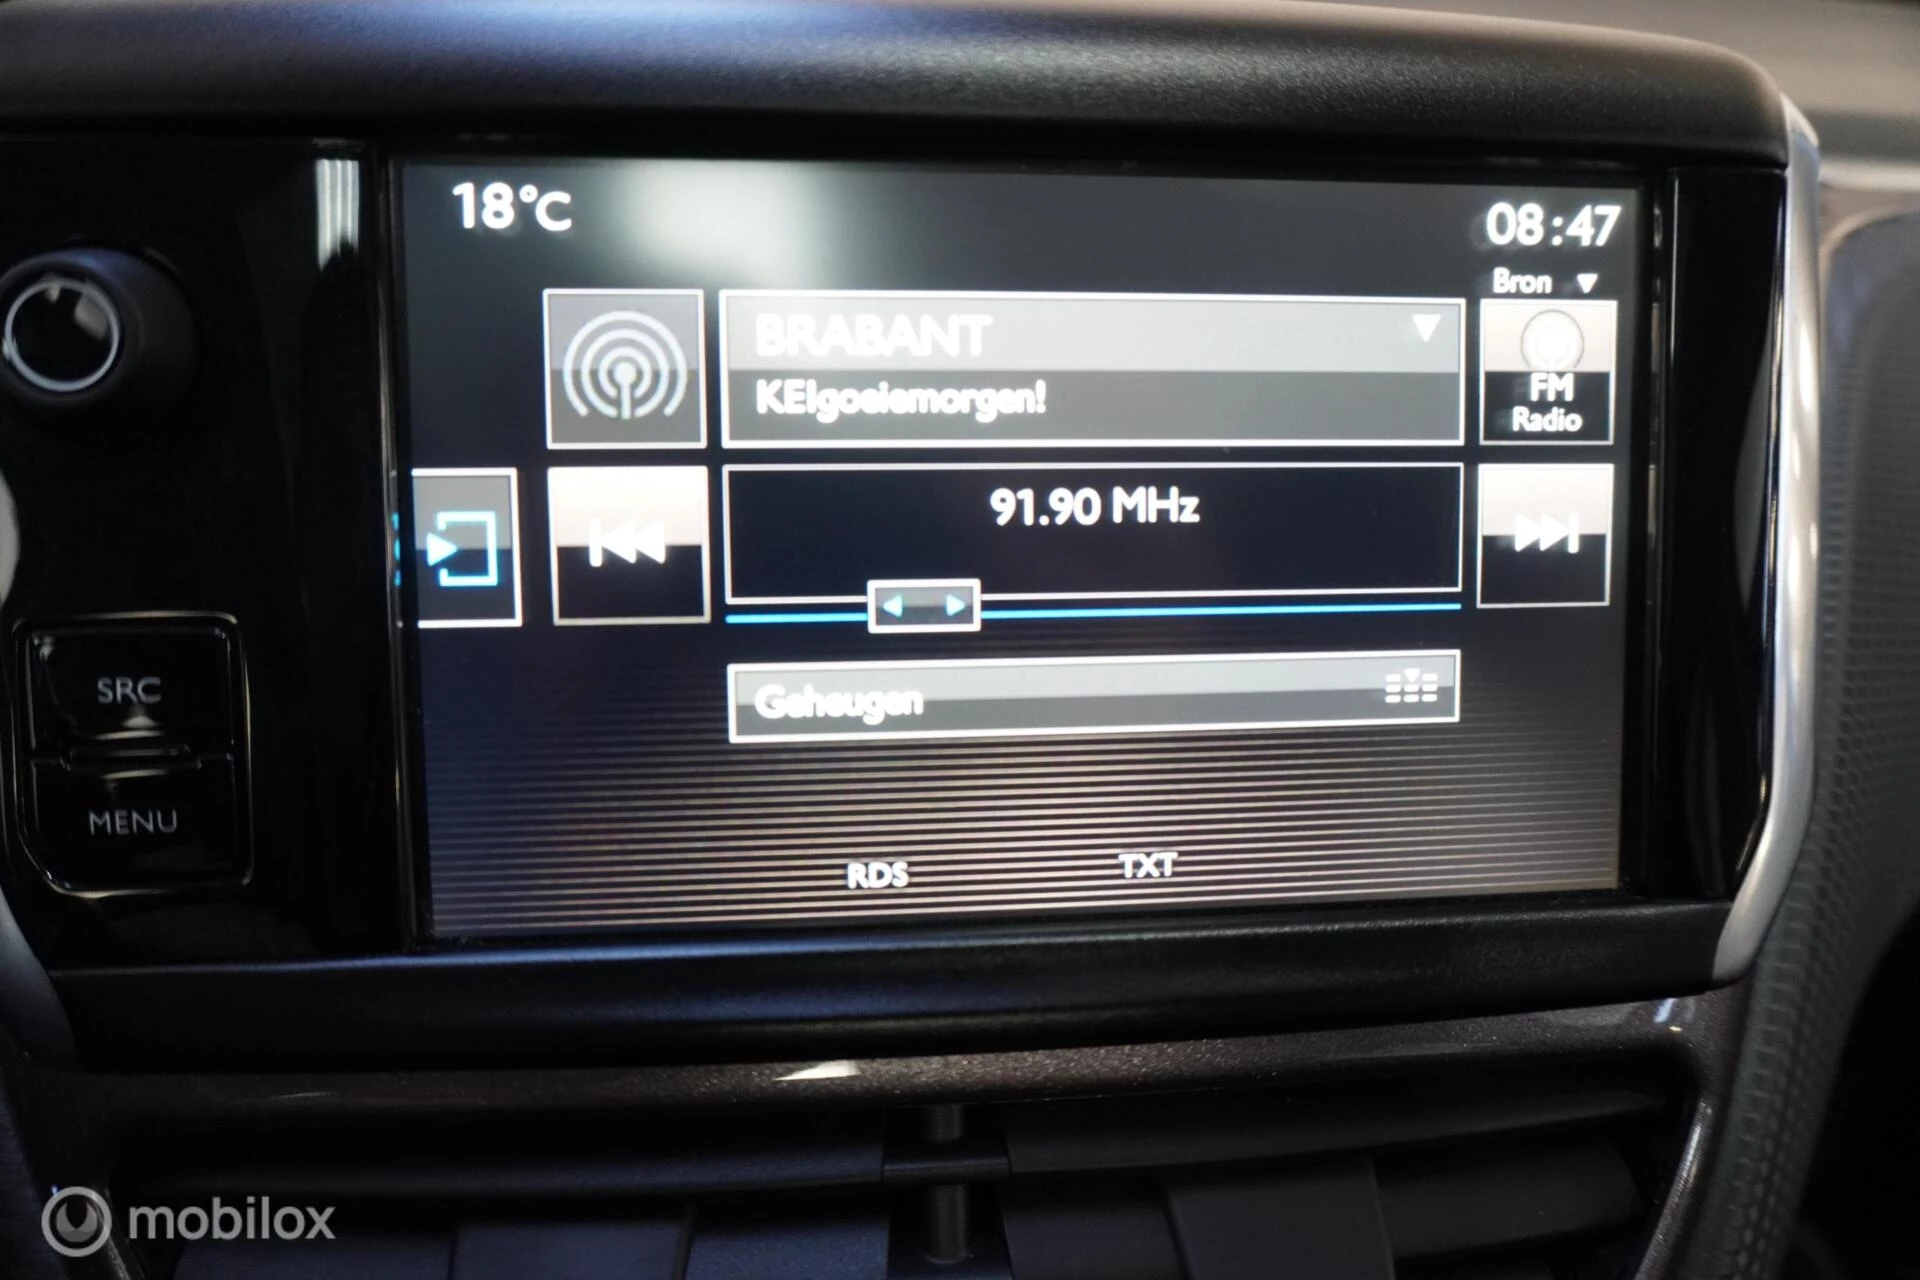 18°C
08:47
Bron
BRABANT
KEIgoeiemorgen!
FM
Radio
91.90 MHz
SRC
Geheugen
MENU
RDS
TXT
mobilox